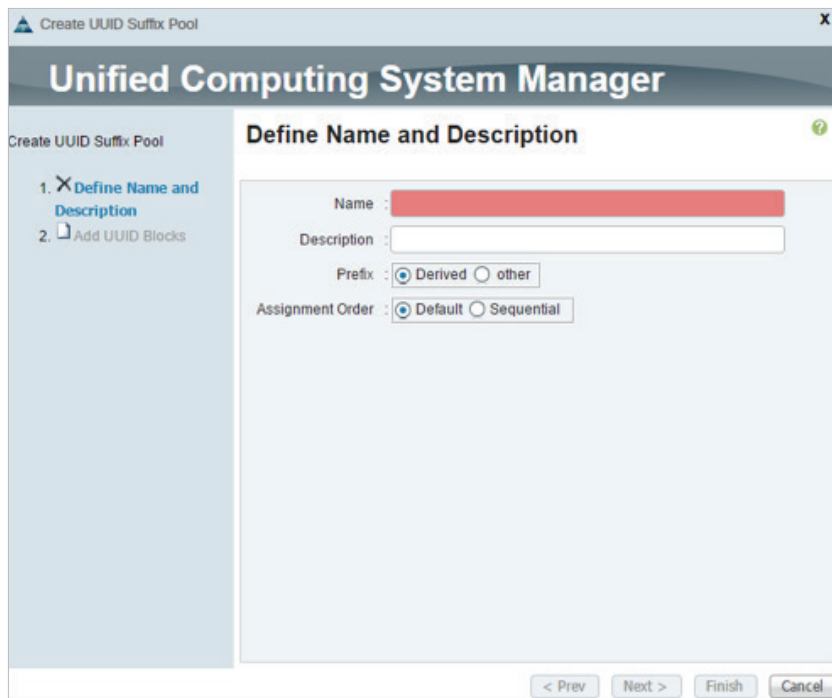 Create UUID Suffix Pool
X
Unified Computing System Manager
Create UUID Suffix Pool
1. Define Name and
Description
2. Add UUID Blocks
Define Name and Description
?
Name :
Description :
Prefix : Derived other
Assignment Order : Default Sequential
< Prev Next > Finish Cancel